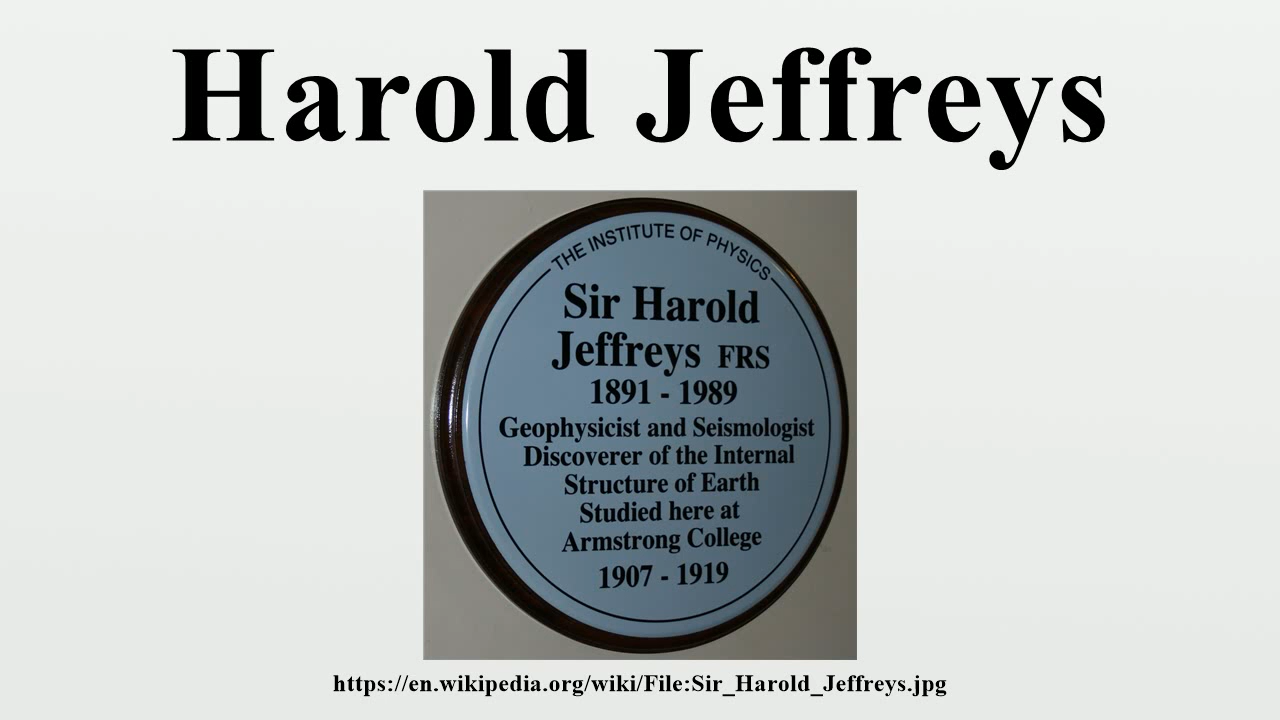 Harold Jeffreys
THE INSTITUTE OF PHYSICS
Sir Harold
Jeffreys FRS
1891 - 1989
Geophysicist and Seismologist
Discoverer of the Internal
Structure of Earth
Studied here at
Armstrong College
1907 - 1919
https://en.wikipedia.org/wiki/File:Sir_Harold_Jeffreys.jpg